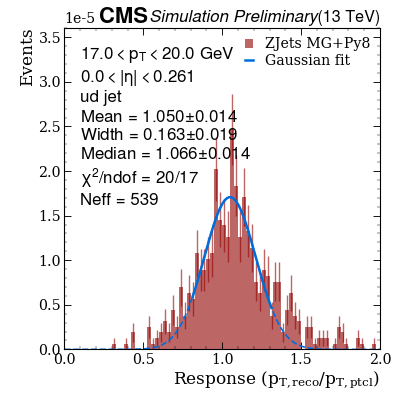 1e-5 CMS Simulation Preliminary (13 TeV)
Events
3.5
3.0
2.5
2.0
1.5
1.0
0.5
0.0
17.0 < pT < 20.0 GeV
0.0 < |η| < 0.261
ud jet
Mean = 1.050±0.014
Width = 0.163±0.019
Median = 1.066±0.014
χ²/ndof = 20/17
Neff = 539
ZJets MG+Py8
Gaussian fit
0.0 0.5 1.0 1.5 2.0
Response (pT,reco/pT,ptcl)